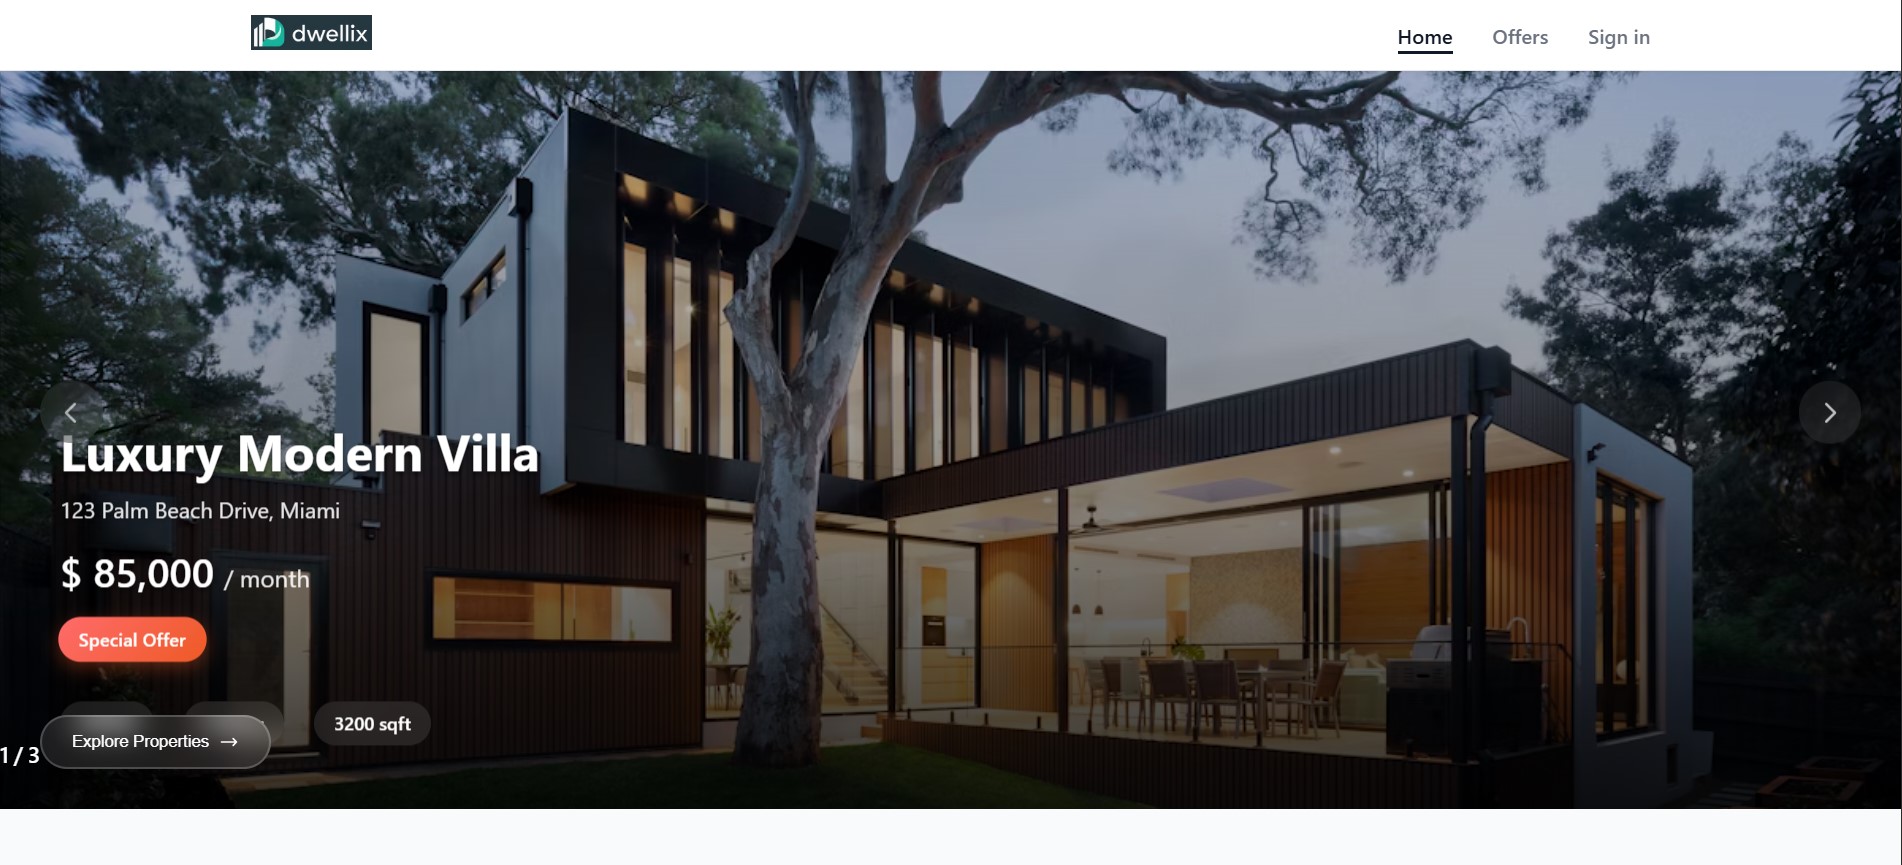 dwellix
Home Offers Sign in
Luxury Modern Villa
123 Palm Beach Drive, Miami
$ 85,000 / month
Special Offer
3200 sqft
Explore Properties →
1 / 3